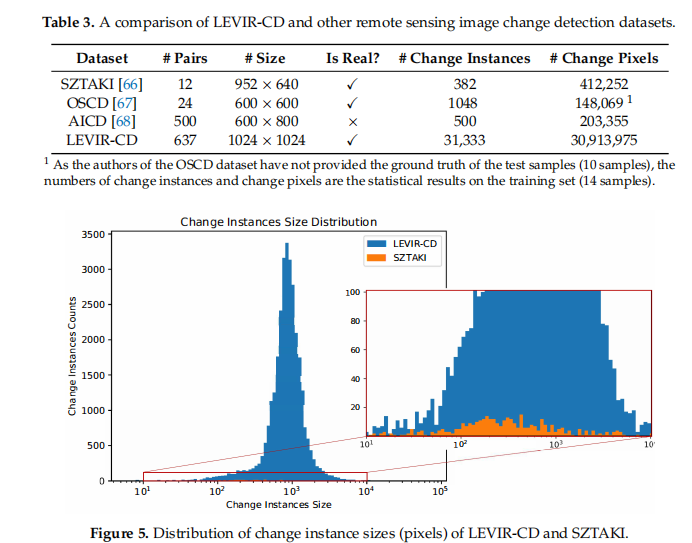 Table 3. A comparison of LEVIR-CD and other remote sensing image change detection datasets.
Dataset # Pairs # Size Is Real? # Change Instances # Change Pixels
SZTAKI [66] 12 952 × 640 ✓ 382 412,252
OSCD [67] 24 600 × 600 ✓ 1048 148,069 1
AICD [68] 500 600 × 800 × 500 203,355
LEVIR-CD 637 1024 × 1024 ✓ 31,333 30,913,975
1 As the authors of the OSCD dataset have not provided the ground truth of the test samples (10 samples), the
numbers of change instances and change pixels are the statistical results on the training set (14 samples).
Change Instances Size Distribution
Change Instances Counts
3500
3000
2500
2000
1500
1000
500
0
10¹ 10² 10³ 10⁴ 10⁵
Change Instances Size
LEVIR-CD
SZTAKI
100
80
60
40
20
10¹ 10² 10³ 10
Figure 5. Distribution of change instance sizes (pixels) of LEVIR-CD and SZTAKI.